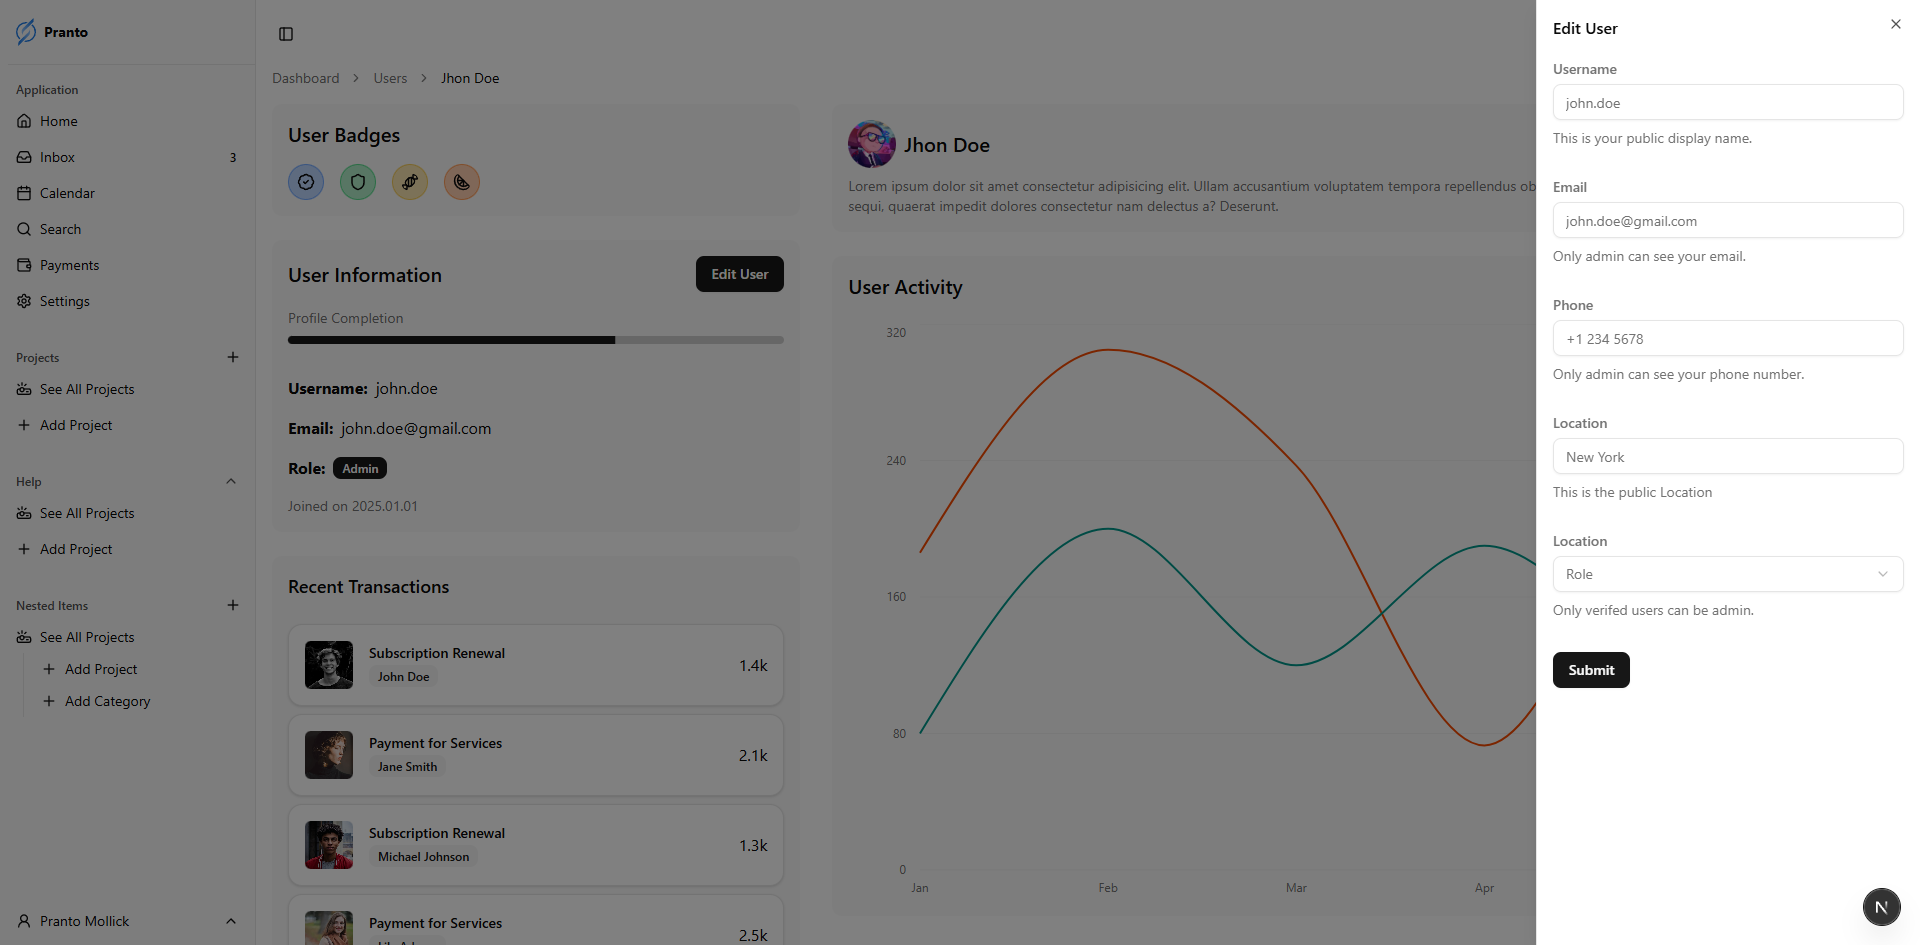 Pranto
Application
Home
Inbox 3
Calendar
Search
Payments
Settings
Projects
See All Projects
Add Project
Help
See All Projects
Add Project
Nested Items
See All Projects
Add Project
Add Category
Pranto Mollick
Dashboard > Users > Jhon Doe
User Badges
User Information
Edit User
Profile Completion
Username: john.doe
Email: john.doe@gmail.com
Role: Admin
Joined on 2025.01.01
Recent Transactions
Subscription Renewal
John Doe
1.4k
Payment for Services
Jane Smith
2.1k
Subscription Renewal
Michael Johnson
1.3k
Payment for Services
2.5k
Jhon Doe
Lorem ipsum dolor sit amet consectetur adipisicing elit. Ullam accusantium voluptatem tempora repellendus ob
sequi, quaerat impedit dolores consectetur nam delectus a? Deserunt.
User Activity
320
240
160
80
0
Jan Feb Mar Apr
Edit User
Username
john.doe
This is your public display name.
Email
john.doe@gmail.com
Only admin can see your email.
Phone
+1 234 5678
Only admin can see your phone number.
Location
New York
This is the public Location
Location
Role
Only verifed users can be admin.
Submit
N